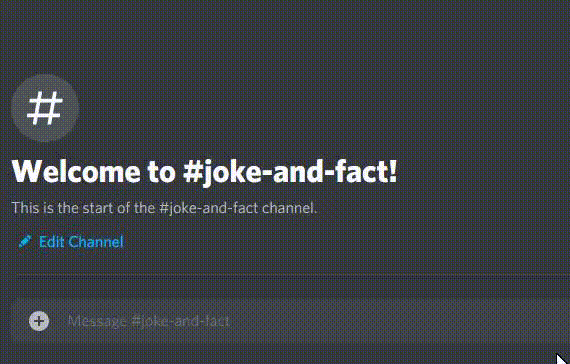 #
Welcome to #joke-and-fact!
This is the start of the #joke-and-fact channel.
Edit Channel
Message #joke-and-fact